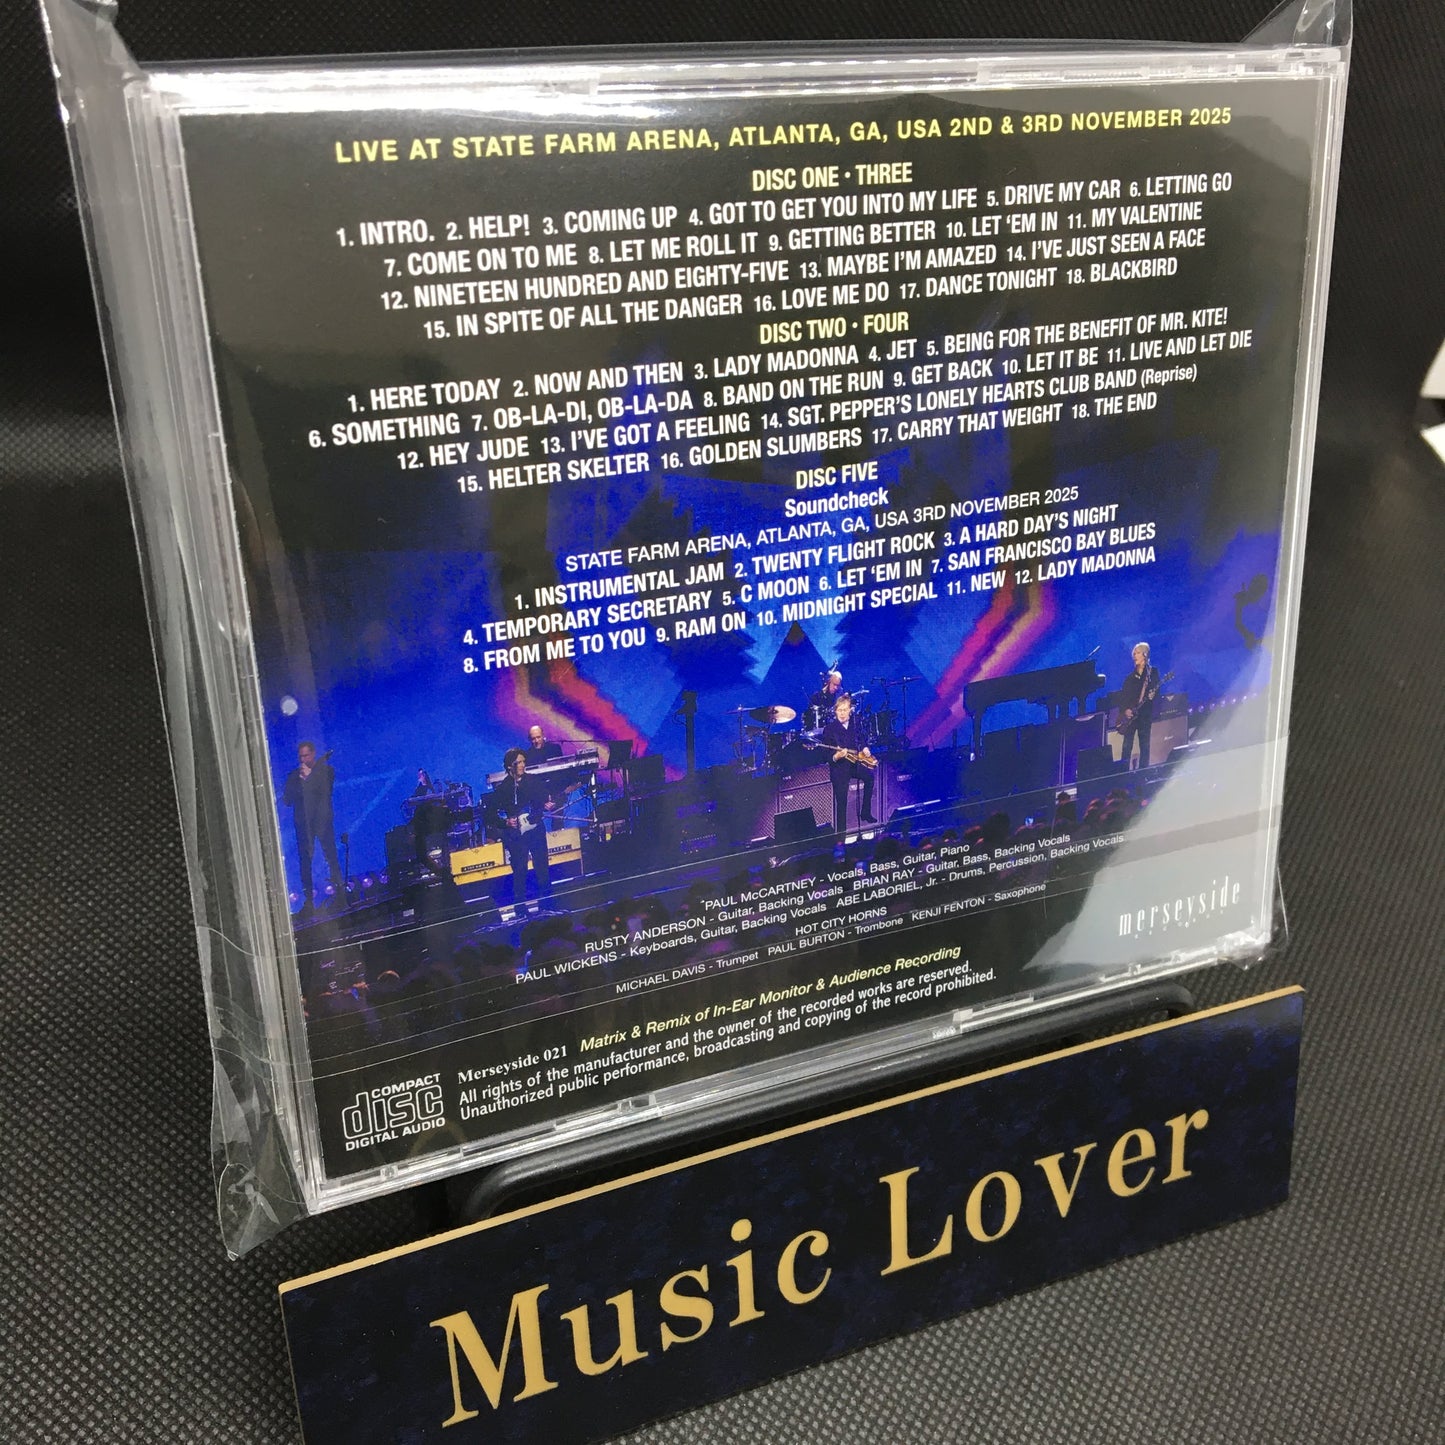 LIVE AT STATE FARM ARENA, ATLANTA, GA, USA 2ND & 3RD NOVEMBER 2025
DISC ONE • THREE
1. INTRO. 2. HELP! 3. COMING UP 4. GOT TO GET YOU INTO MY LIFE 5. DRIVE MY CAR 6. LETTING GO
7. COME ON TO ME 8. LET ME ROLL IT 9. GETTING BETTER 10. LET 'EM IN 11. MY VALENTINE
12. NINETEEN HUNDRED AND EIGHTY-FIVE 13. MAYBE I'M AMAZED 14. I'VE JUST SEEN A FACE
15. IN SPITE OF ALL THE DANGER 16. LOVE ME DO 17. DANCE TONIGHT 18. BLACKBIRD
DISC TWO • FOUR
1. HERE TODAY 2. NOW AND THEN 3. LADY MADONNA 4. JET 5. BEING FOR THE BENEFIT OF MR. KITE!
6. SOMETHING 7. OB-LA-DI, OB-LA-DA 8. BAND ON THE RUN 9. GET BACK 10. LET IT BE 11. LIVE AND LET DIE
12. HEY JUDE 13. I'VE GOT A FEELING 14. SGT. PEPPER'S LONELY HEARTS CLUB BAND (Reprise)
15. HELTER SKELTER 16. GOLDEN SLUMBERS 17. CARRY THAT WEIGHT 18. THE END
DISC FIVE
Soundcheck
STATE FARM ARENA, ATLANTA, GA, USA 3RD NOVEMBER 2025
1. INSTRUMENTAL JAM 2. TWENTY FLIGHT ROCK 3. A HARD DAY'S NIGHT
4. TEMPORARY SECRETARY 5. C MOON 6. LET 'EM IN 7. SAN FRANCISCO BAY BLUES
8. FROM ME TO YOU 9. RAM ON 10. MIDNIGHT SPECIAL 11. NEW 12. LADY MADONNA
PAUL McCARTNEY - Vocals, Bass, Guitar, Piano
RUSTY ANDERSON - Guitar, Backing Vocals BRIAN RAY - Guitar, Bass, Backing Vocals
PAUL WICKENS - Keyboards, Guitar, Backing Vocals ABE LABORIEL, Jr. - Drums, Percussion, Backing Vocals
HOT CITY HORNS
MICHAEL DAVIS - Trumpet PAUL BURTON - Trombone KENJI FENTON - Saxophone
merseyside
Merseyside 021 Matrix & Remix of In-Ear Monitor & Audience Recording
All rights of the manufacturer and the owner of the recorded works are reserved.
Unauthorized public performance, broadcasting and copying of the record prohibited.
COMPACT
disc
DIGITAL AUDIO
Music Lover